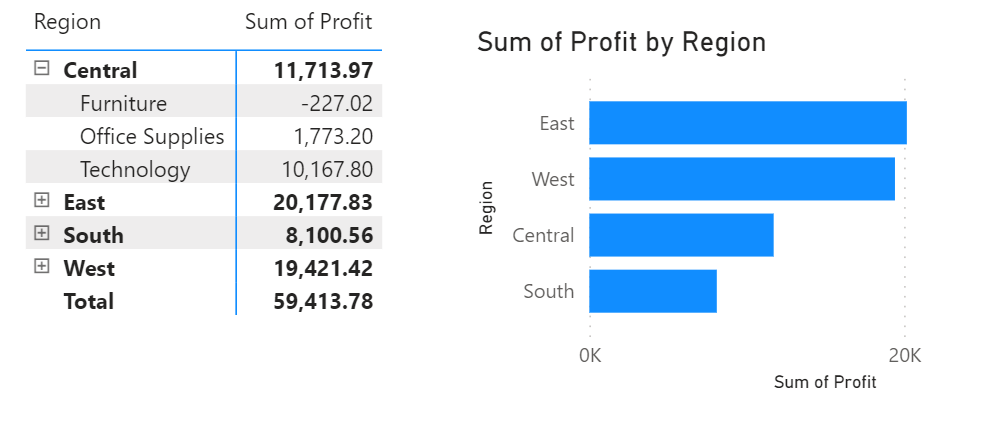 Region Sum of Profit
Central 11,713.97
Furniture -227.02
Office Supplies 1,773.20
Technology 10,167.80
East 20,177.83
South 8,100.56
West 19,421.42
Total 59,413.78
Sum of Profit by Region
Region
East
West
Central
South
0K 20K
Sum of Profit